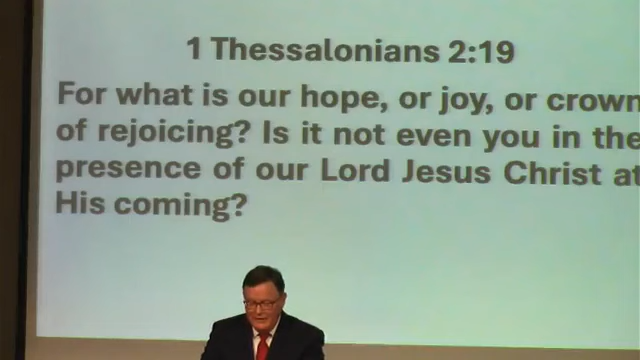 1 Thessalonians 2:19
For what is our hope, or joy, or crown
of rejoicing? Is it not even you in the
presence of our Lord Jesus Christ at
His coming?